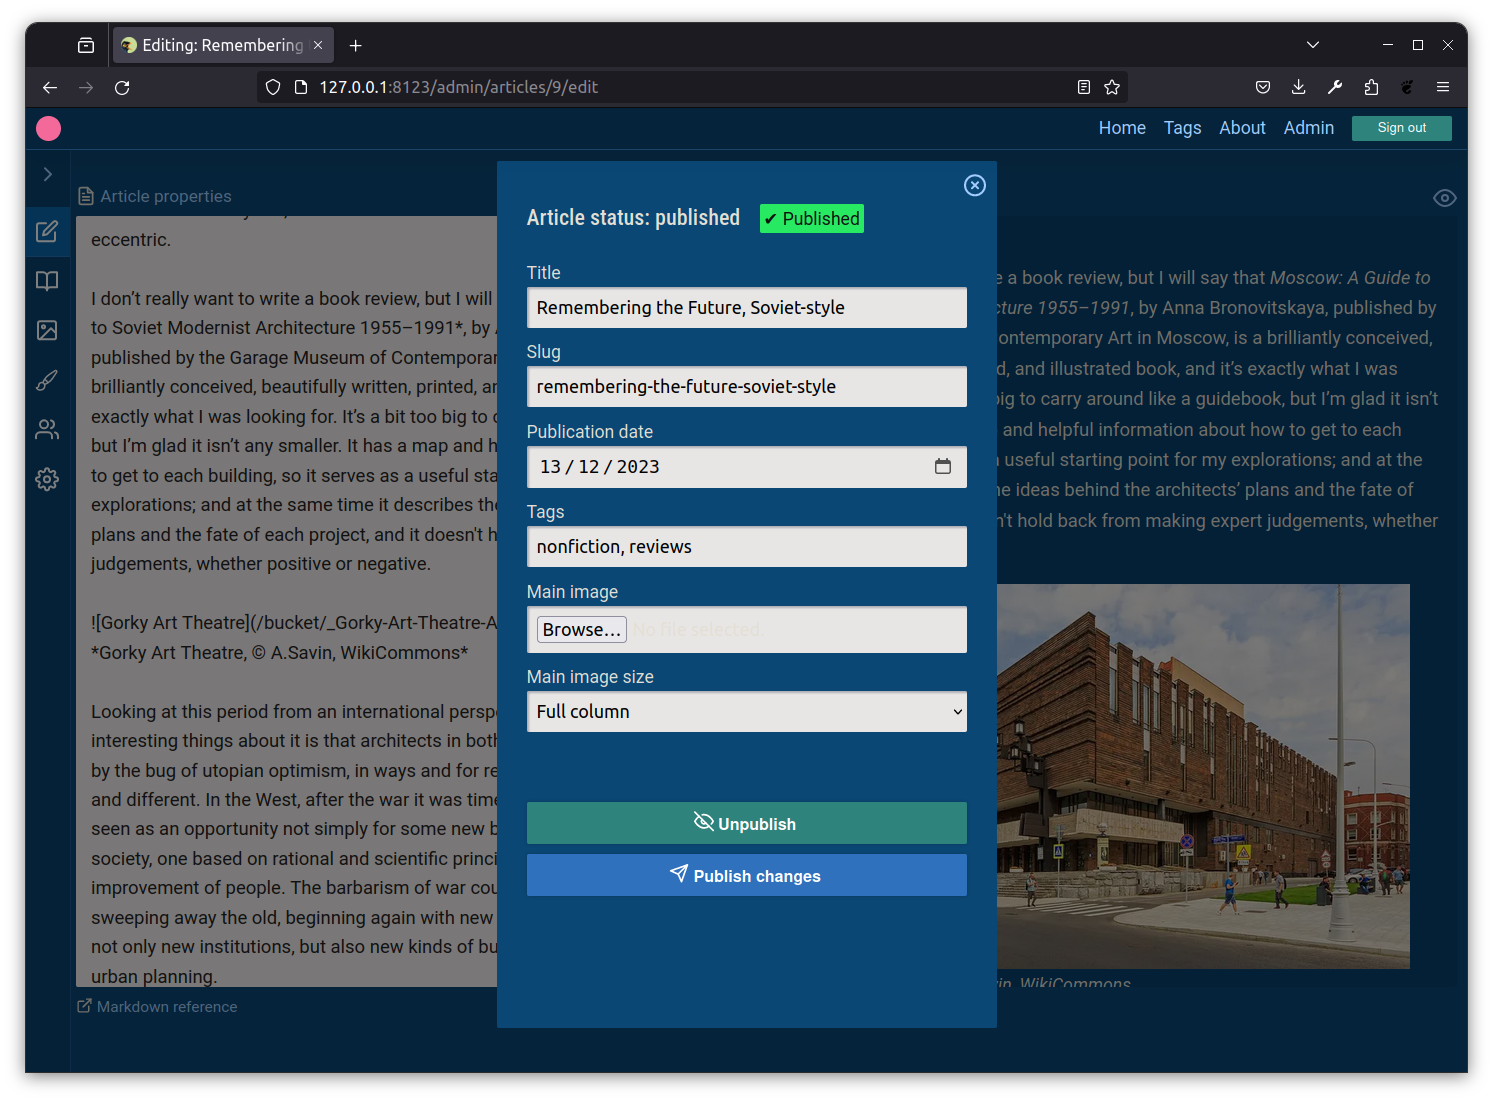 Editing: Remembering
127.0.0.1:8123/admin/articles/9/edit
Home Tags About Admin Sign out
Article properties
eccentric.
I don’t really want to write a book review, but I will
to Soviet Modernist Architecture 1955–1991*, by
published by the Garage Museum of Contemporar
brilliantly conceived, beautifully written, printed, an
exactly what I was looking for. It’s a bit too big to c
but I’m glad it isn’t any smaller. It has a map and h
to get to each building, so it serves as a useful sta
explorations; and at the same time it describes the
plans and the fate of each project, and it doesn't h
judgements, whether positive or negative.
![Gorky Art Theatre](/bucket/_Gorky-Art-Theatre-A
*Gorky Art Theatre, © A.Savin, WikiCommons*
Looking at this period from an international persp
interesting things about it is that architects in both
by the bug of utopian optimism, in ways and for re
and different. In the West, after the war it was time
seen as an opportunity not simply for some new b
society, one based on rational and scientific princi
improvement of people. The barbarism of war cou
sweeping away the old, beginning again with new
not only new institutions, but also new kinds of bu
urban planning.
Markdown reference
Article status: published ✔ Published
Title
Remembering the Future, Soviet-style
Slug
remembering-the-future-soviet-style
Publication date
13 / 12 / 2023
Tags
nonfiction, reviews
Main image
Browse... No file selected.
Main image size
Full column
Unpublish
Publish changes
e a book review, but I will say that Moscow: A Guide to
cture 1955–1991, by Anna Bronovitskaya, published by
ontemporary Art in Moscow, is a brilliantly conceived,
d, and illustrated book, and it’s exactly what I was
big to carry around like a guidebook, but I’m glad it isn’t
and helpful information about how to get to each
useful starting point for my explorations; and at the
he ideas behind the architects’ plans and the fate of
n't hold back from making expert judgements, whether
in, WikiCommons